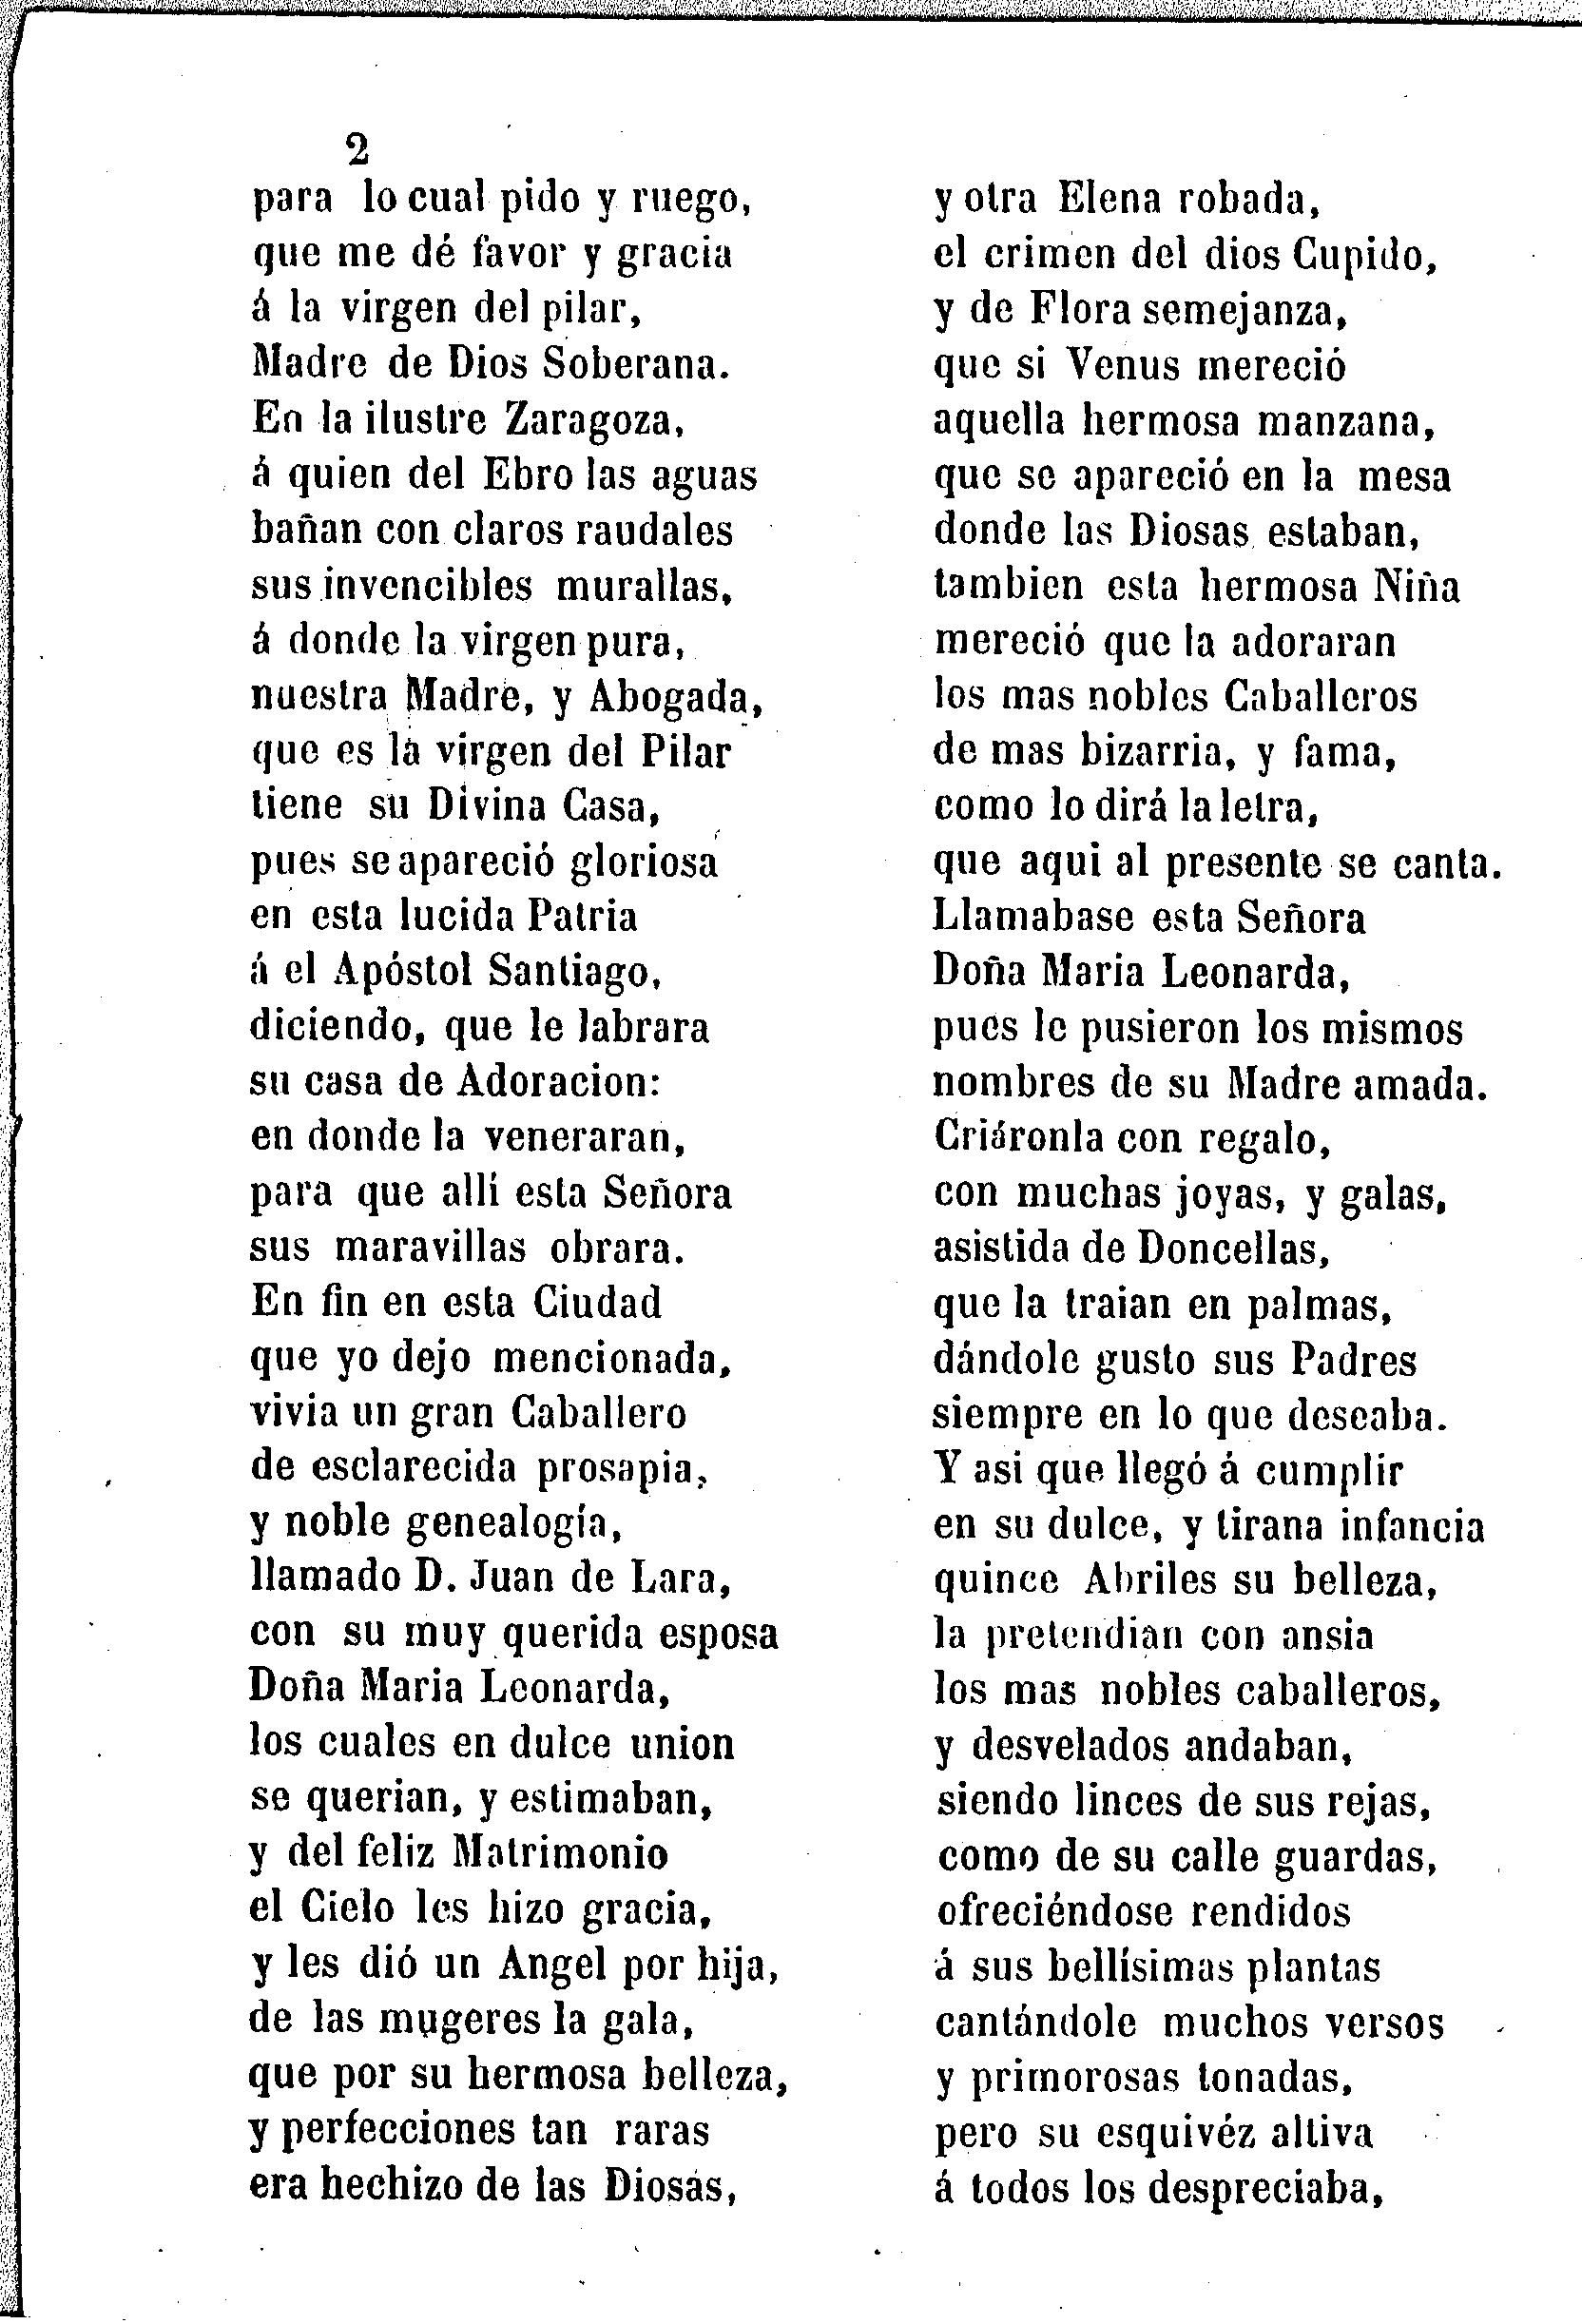 2
para lo cual pido y ruego,
que me dé favor y gracia
á la virgen del pilar,
Madre de Dios Soberana.
En la ilustre Zaragoza,
á quien del Ebro las aguas
bañan con claros raudales
sus invencibles murallas,
á donde la virgen pura,
nuestra Madre, y Abogada,
que es la virgen del Pilar
tiene su Divina Casa,
pues se apareció gloriosa
en esta lucida Patria
á el Apóstol Santiago,
diciendo, que le labrara
su casa de Adoracion:
en donde la veneraran,
para que allí esta Señora
sus maravillas obrara.
En fin en esta Ciudad
que yo dejo mencionada,
vivia un gran Caballero
de esclarecida prosapia,
y noble genealogía,
llamado D. Juan de Lara,
con su muy querida esposa
Doña Maria Leonarda,
los cuales en dulce union
se querian, y estimaban,
y del feliz Matrimonio
el Cielo les hizo gracia,
y les dió un Angel por hija,
de las mugeres la gala,
que por su hermosa belleza,
y perfecciones tan raras
era hechizo de las Diosas,
y otra Elena robada,
el crimen del dios Cupido,
y de Flora semejanza,
que si Venus mereció
aquella hermosa manzana,
que se apareció en la mesa
donde las Diosas estaban,
tambien esta hermosa Niña
mereció que la adoraran
los mas nobles Caballeros
de mas bizarria, y fama,
como lo dirá la letra,
que aqui al presente se canta.
Llamabase esta Señora
Doña Maria Leonarda,
pues le pusieron los mismos
nombres de su Madre amada.
Criáronla con regalo,
con muchas joyas, y galas,
asistida de Doncellas,
que la traian en palmas,
dándole gusto sus Padres
siempre en lo que deseaba.
Y asi que llegó á cumplir
en su dulce, y tirana infancia
quince Abriles su belleza,
la pretendian con ansia
los mas nobles caballeros,
y desvelados andaban,
siendo linces de sus rejas,
como de su calle guardas,
ofreciéndose rendidos
á sus bellísimas plantas
cantándole muchos versos
y primorosas tonadas,
pero su esquivéz altiva
á todos los despreciaba,